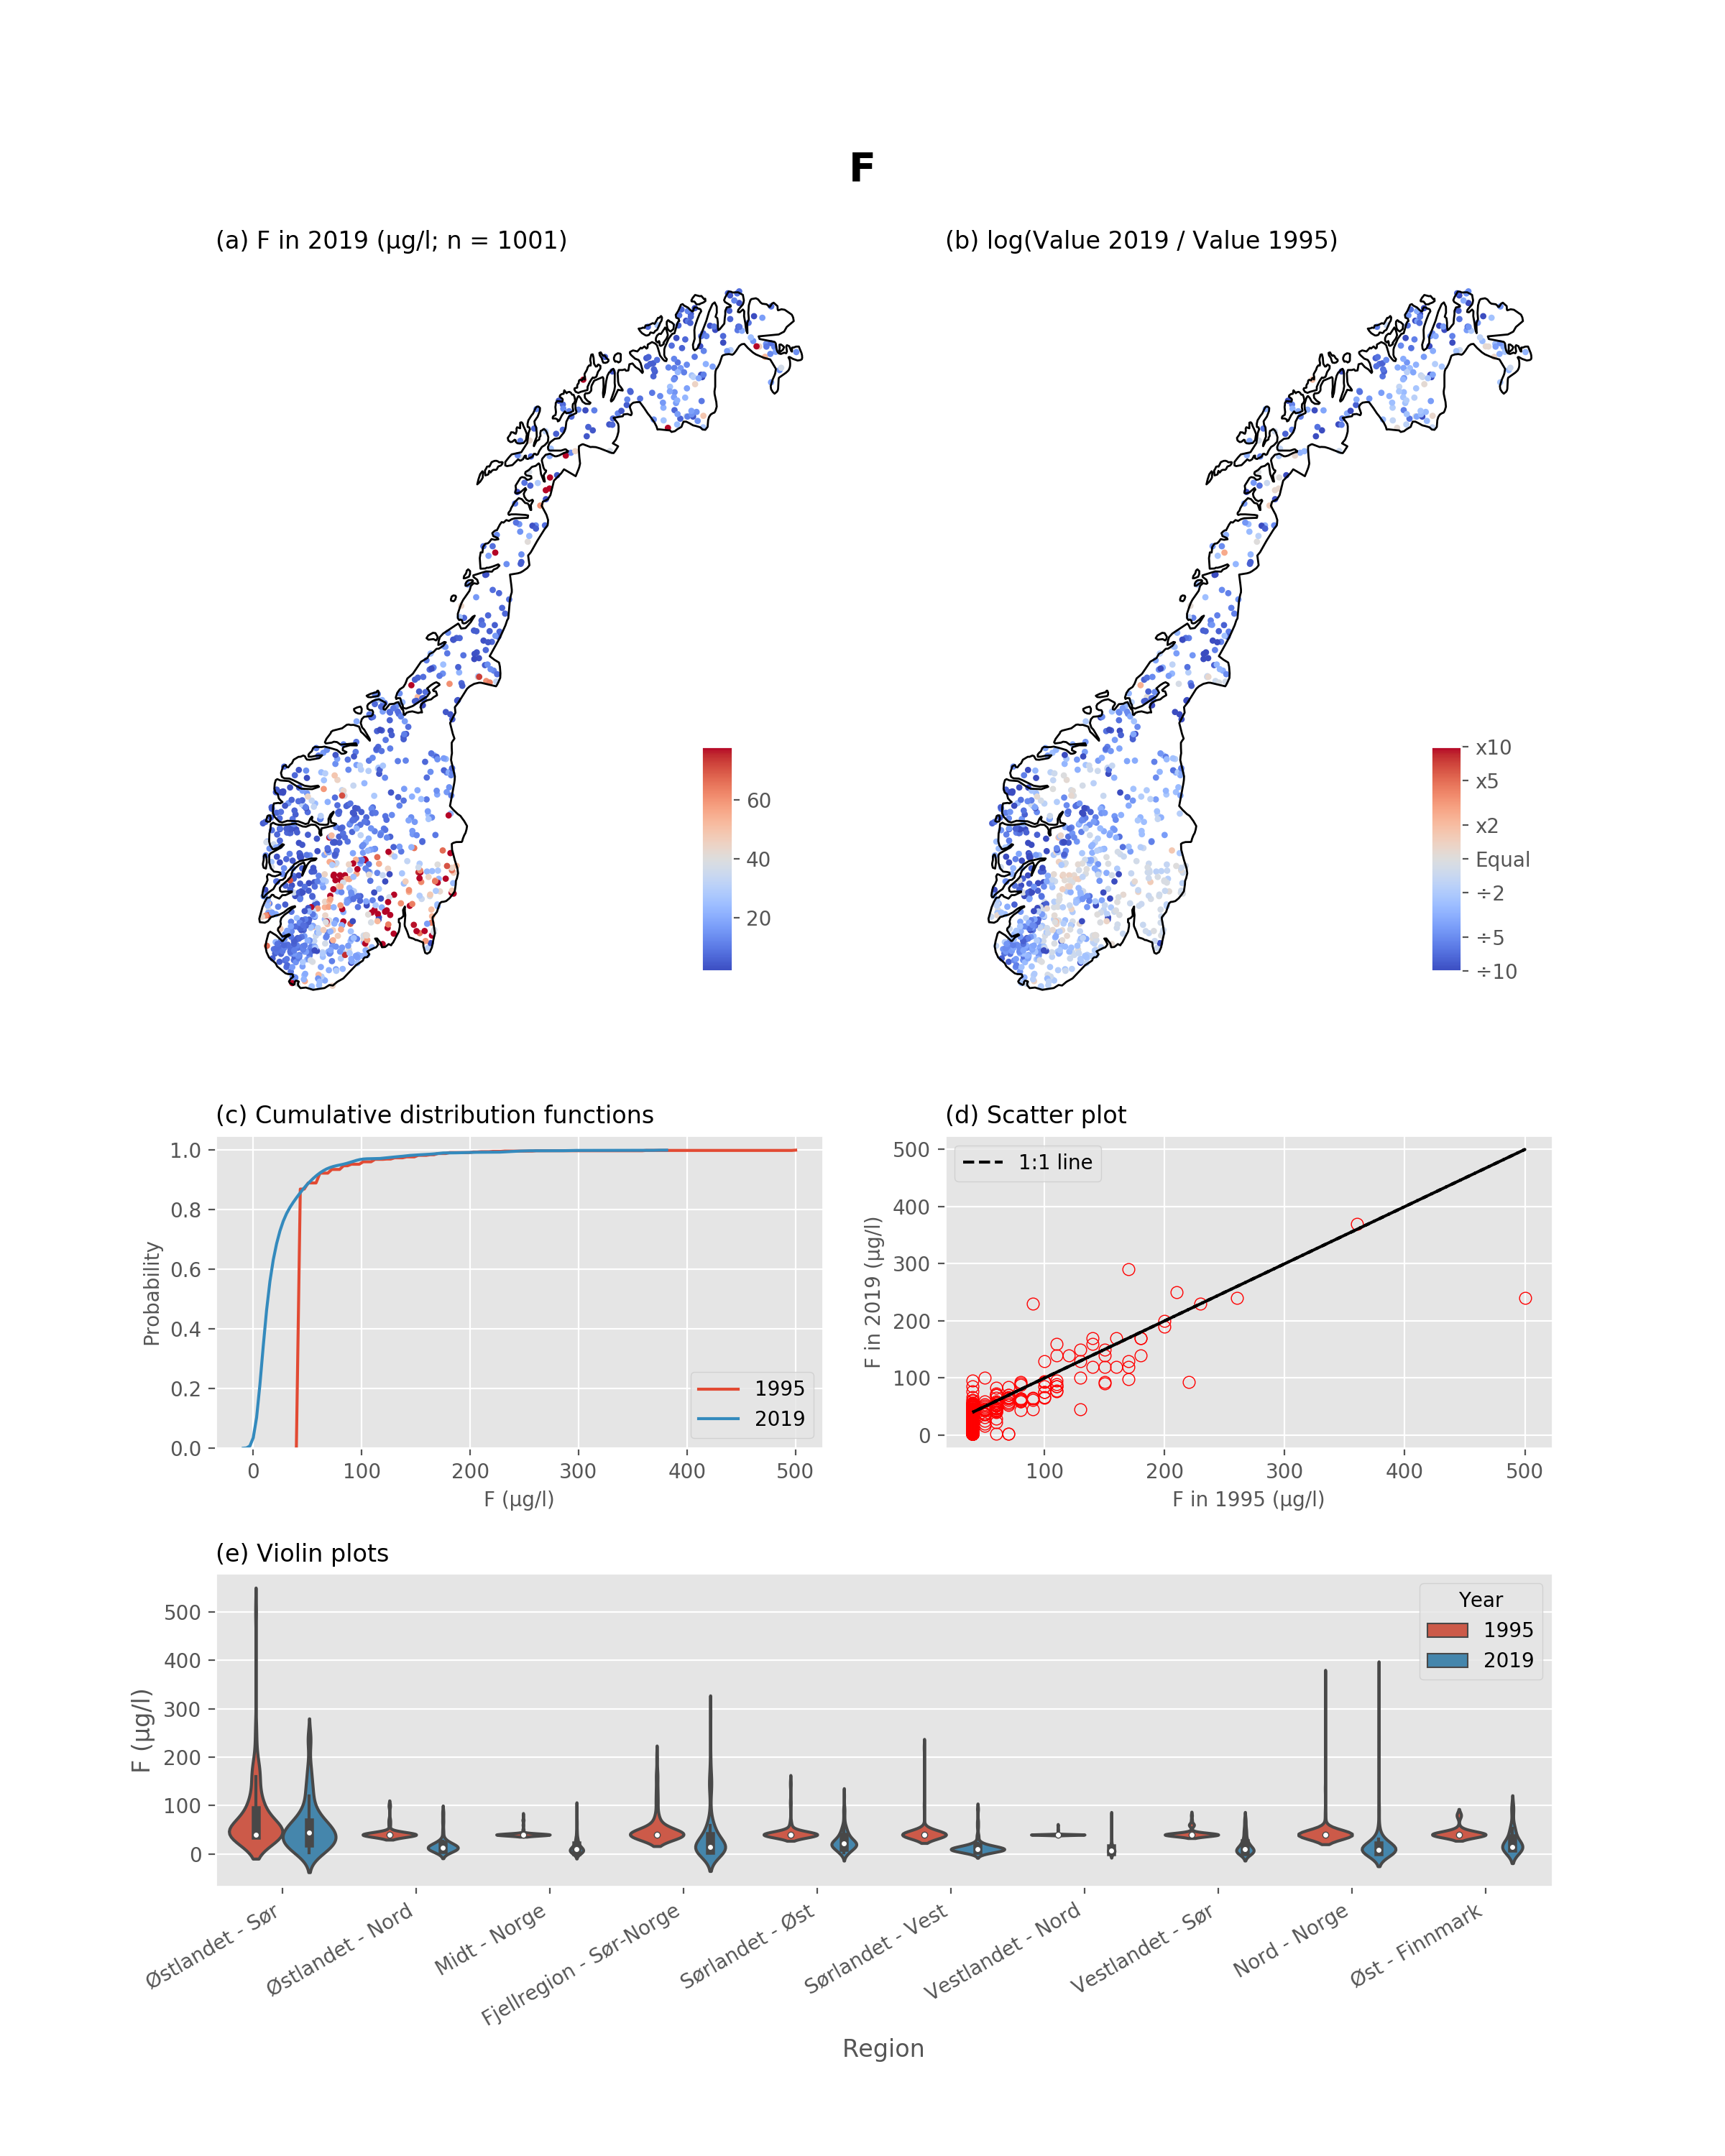 F
(a) F in 2019 (µg/l; n = 1001)
60
40
20
(b) log(Value 2019 / Value 1995)
x10
x5
x2
Equal
÷2
÷5
÷10
(c) Cumulative distribution functions
Probability
1.0
0.8
0.6
0.4
0.2
0.0
1995
2019
0 100 200 300 400 500
F (µg/l)
(d) Scatter plot
F in 2019 (µg/l)
500
400
300
200
100
0
1:1 line
100 200 300 400 500
F in 1995 (µg/l)
(e) Violin plots
F (µg/l)
500
400
300
200
100
0
Year
1995
2019
Østlandet - Sør
Østlandet - Nord
Midt - Norge
Fjellregion - Sør-Norge
Sørlandet - Øst
Sørlandet - Vest
Vestlandet - Nord
Vestlandet - Sør
Nord - Norge
Øst - Finnmark
Region